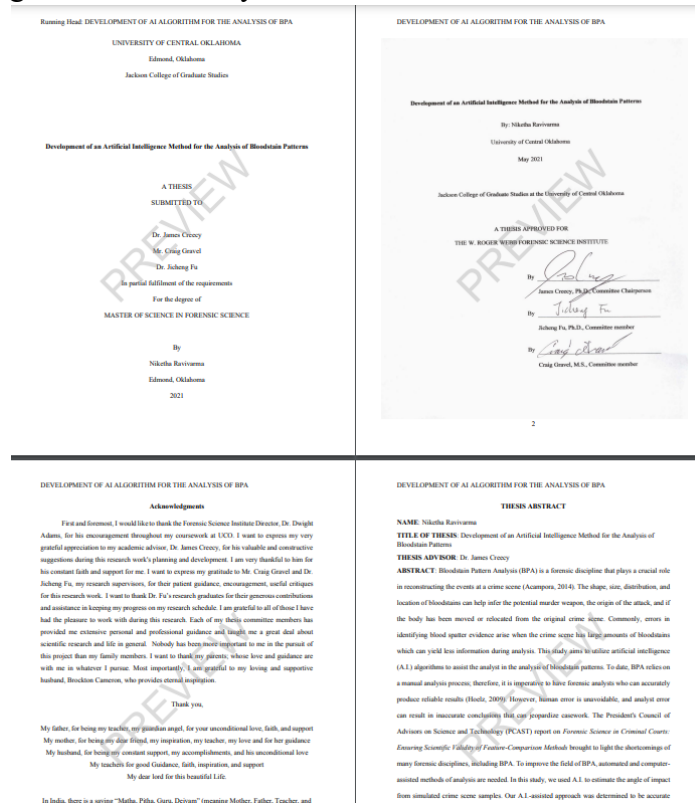 Running Head: DEVELOPMENT OF AI ALGORITHM FOR THE ANALYSIS OF BPA
UNIVERSITY OF CENTRAL OKLAHOMA
Edmond, Oklahoma
Jackson College of Graduate Studies
Development of an Artificial Intelligence Method for the Analysis of Bloodstain Patterns
A THESIS
SUBMITTED TO
Dr. James Creecy
Mr. Craig Gravel
Dr. Jicheng Fu
In partial fulfilment of the requirements
For the degree of
MASTER OF SCIENCE IN FORENSIC SCIENCE
By
Niketha Ravivarma
Edmond, Oklahoma
2021
PREVIEW
DEVELOPMENT OF AI ALGORITHM FOR THE ANALYSIS OF BPA
Development of an Artificial Intelligence Method for the Analysis of Bloodstain Patterns
By: Niketha Ravivarma
University of Central Oklahoma
May 2021
Jackson College of Graduate Studies at the University of Central Oklahoma
A THESIS APPROVED FOR
THE W. ROGER WEBB FORENSIC SCIENCE INSTITUTE
By
James Creecy, Ph.D., Committee Chairperson
By Jicheng Fu
Jicheng Fu, Ph.D., Committee member
By
Craig Gravel, M.S., Committee member
2
PREVIEW
DEVELOPMENT OF AI ALGORITHM FOR THE ANALYSIS OF BPA
Acknowledgments
First and foremost, I would like to thank the Forensic Science Institute Director, Dr. Dwight
Adams, for his encouragement throughout my coursework at UCO. I want to express my very
grateful appreciation to my academic advisor, Dr. James Creecy, for his valuable and constructive
suggestions during this research work's planning and development. I am very thankful to him for
his constant faith and support for me. I want to express my gratitude to Mr. Craig Gravel and Dr.
Jicheng Fu, my research supervisors, for their patient guidance, encouragement, useful critiques
for this research work. I want to thank Dr. Fu's research graduates for their generous contributions
and assistance in keeping my progress on my research schedule. I am grateful to all of those I have
had the pleasure to work with during this research. Each of my thesis committee members has
provided me extensive personal and professional guidance and taught me a great deal about
scientific research and life in general. Nobody has been more important to me in the pursuit of
this project than my family members. I want to thank my parents, whose love and guidance are
with me in whatever I pursue. Most importantly, I am grateful to my loving and supportive
husband, Brockton Cameron, who provides eternal inspiration.
Thank you,
My father, for being my teacher, my guardian angel, for your unconditional love, faith, and support
My mother, for being my dear friend, my inspiration, my teacher, my love and for her guidance
My husband, for being my constant support, my accomplishments, and his unconditional love
My teachers for good Guidance, faith, inspiration, and support
My dear lord for this beautiful Life.
In India, there is a saying "Matha, Pitha, Guru, Deivam" (meaning Mother, Father, Teacher, and
PREVIEW
DEVELOPMENT OF AI ALGORITHM FOR THE ANALYSIS OF BPA
THESIS ABSTRACT
NAME: Niketha Ravivarma
TITLE OF THESIS: Development of an Artificial Intelligence Method for the Analysis of
Bloodstain Patterns
THESIS ADVISOR: Dr. James Creecy
ABSTRACT: Bloodstain Pattern Analysis (BPA) is a forensic discipline that plays a crucial role
in reconstructing the events at a crime scene (Acampora, 2014). The shape, size, distribution, and
location of bloodstains can help infer the potential murder weapon, the origin of the attack, and if
the body has been moved or relocated from the original crime scene. Commonly, errors in
identifying blood spatter evidence arise when the crime scene has large amounts of bloodstains
which can yield less information during analysis. This study aims to utilize artificial intelligence
(A.I.) algorithms to assist the analyst in the analysis of bloodstain patterns. To date, BPA relies on
a manual analysis process; therefore, it is imperative to have forensic analysts who can accurately
produce reliable results (Hoelz, 2009). However, human error is unavoidable, and analyst error
can result in inaccurate conclusions that can jeopardize casework. The President's Council of
Advisors on Science and Technology (PCAST) report on Forensic Science in Criminal Courts:
Ensuring Scientific Validity of Feature-Comparison Methods brought to light the shortcomings of
many forensic disciplines, including BPA. To improve the field of BPA, automated and computer-
assisted methods of analysis are needed. In this study, we used A.I. to estimate the angle of impact
from simulated crime scene samples. Our A.I.-assisted approach was determined to be accurate
PREVIEW